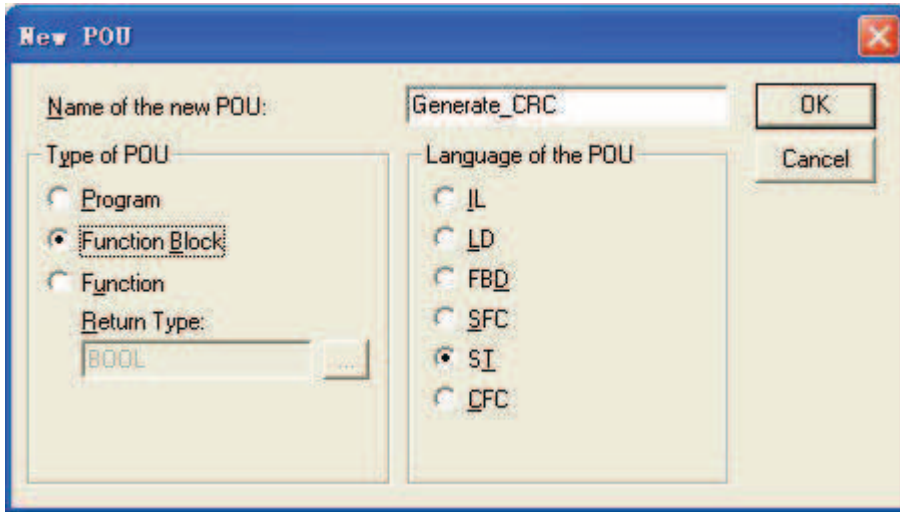 New POU
Name of the new POU:
Generate_CRC
OK
Cancel
Type of POU
Program
Function Block
Function
Return Type:
BOOL
...
Language of the POU
IL
LD
FBD
SFC
ST
CFC